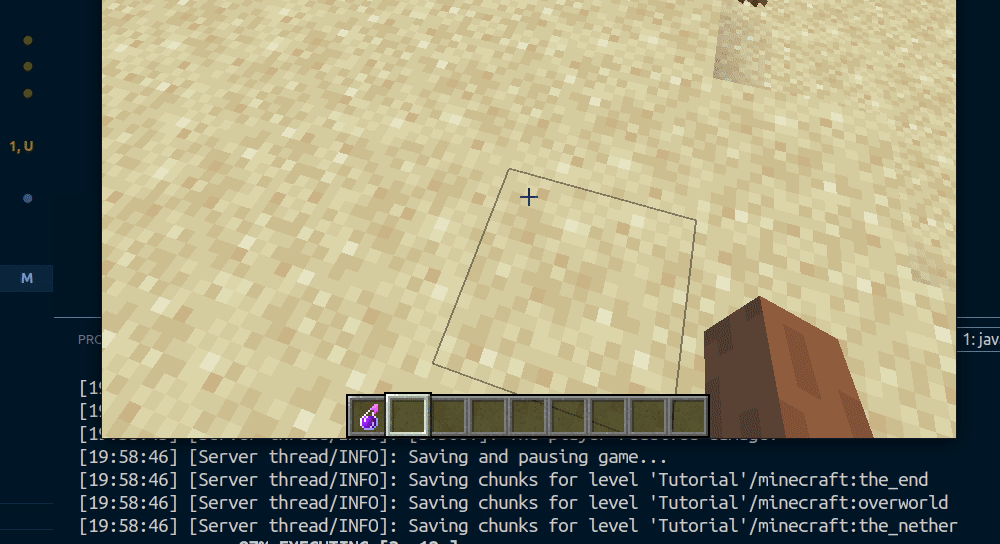 1, U
M
PRO
1: jav
[19
[19
[19:58:46] [Server thread/INFO]: Saving and pausing game...
[19:58:46] [Server thread/INFO]: Saving chunks for level 'Tutorial'/minecraft:the_end
[19:58:46] [Server thread/INFO]: Saving chunks for level 'Tutorial'/minecraft:overworld
[19:58:46] [Server thread/INFO]: Saving chunks for level 'Tutorial'/minecraft:the_nether